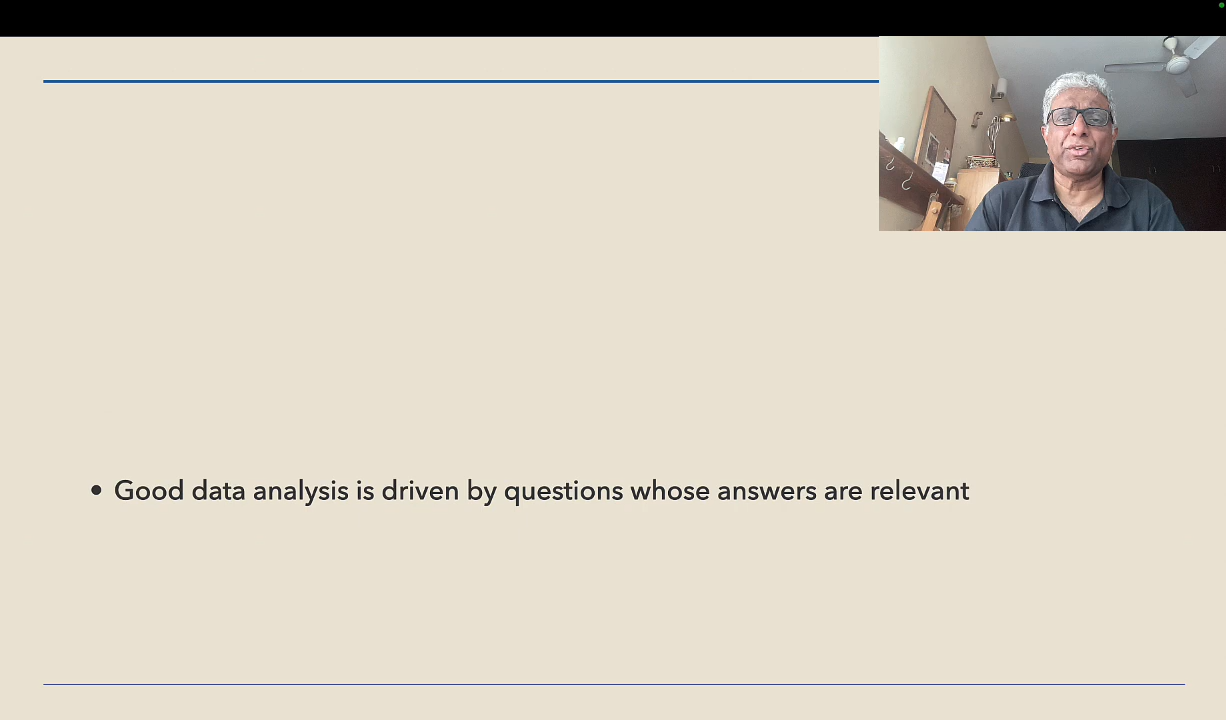 • Good data analysis is driven by questions whose answers are relevant